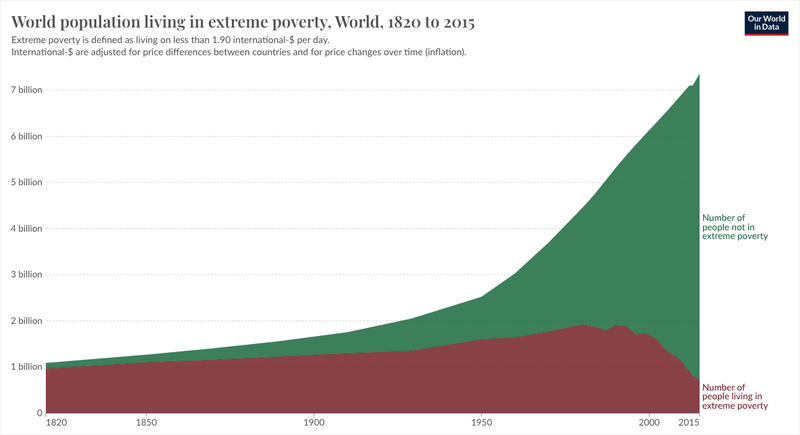 World population living in extreme poverty, World, 1820 to 2015
Our World
in Data
Extreme poverty is defined as living on less than 1.90 international-$ per day.
International-$ are adjusted for price differences between countries and for price changes over time (inflation).
7 billion
6 billion
5 billion
4 billion
3 billion
2 billion
1 billion
0
1820
1850
1900
1950
2000
2015
Number of
people not in
extreme poverty
Number of
people living in
extreme poverty